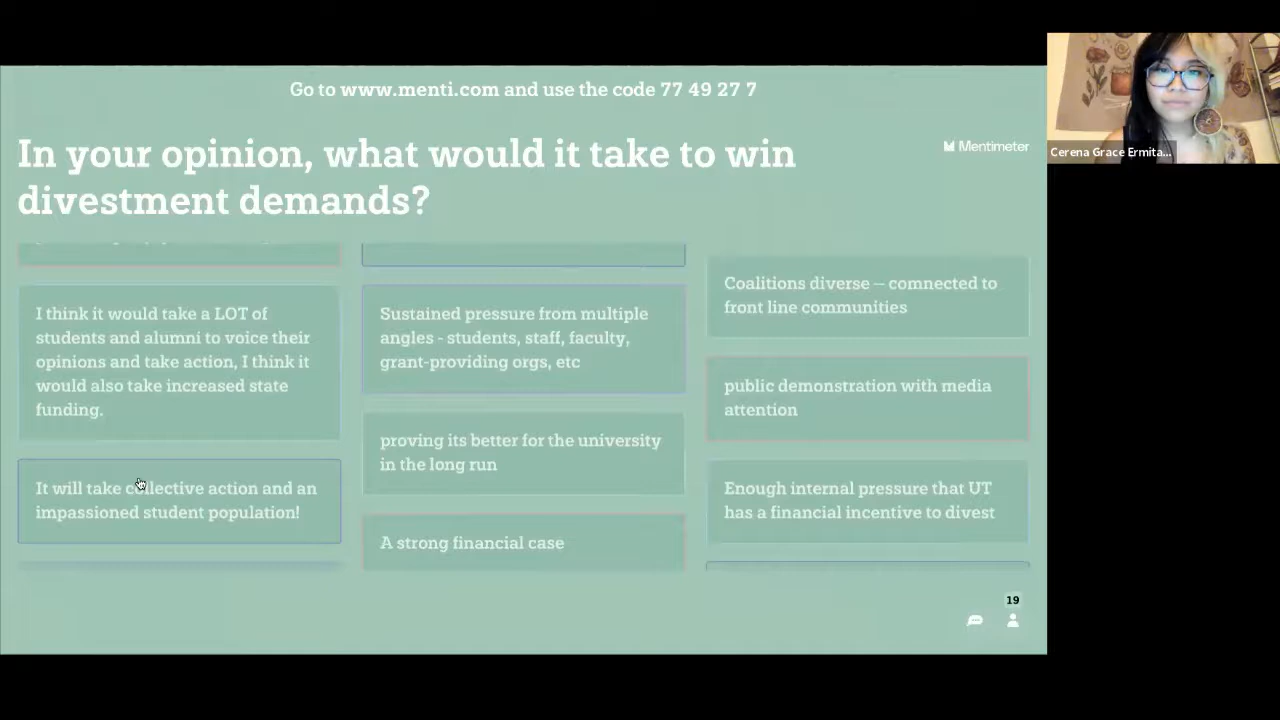 Go to www.menti.com and use the code 77 49 27 7
In your opinion, what would it take to win
divestment demands?
Mentimeter
I think it would take a LOT of
students and alumni to voice their
opinions and take action, I think it
would also take increased state
funding.
It will take collective action and an
impassioned student population!
Sustained pressure from multiple
angles - students, staff, faculty,
grant-providing orgs, etc
proving its better for the university
in the long run
A strong financial case
Coalitions diverse – comnected to
front line communities
public demonstration with media
attention
Enough internal pressure that UT
has a financial incentive to divest
19
Cerena Grace Ermita...